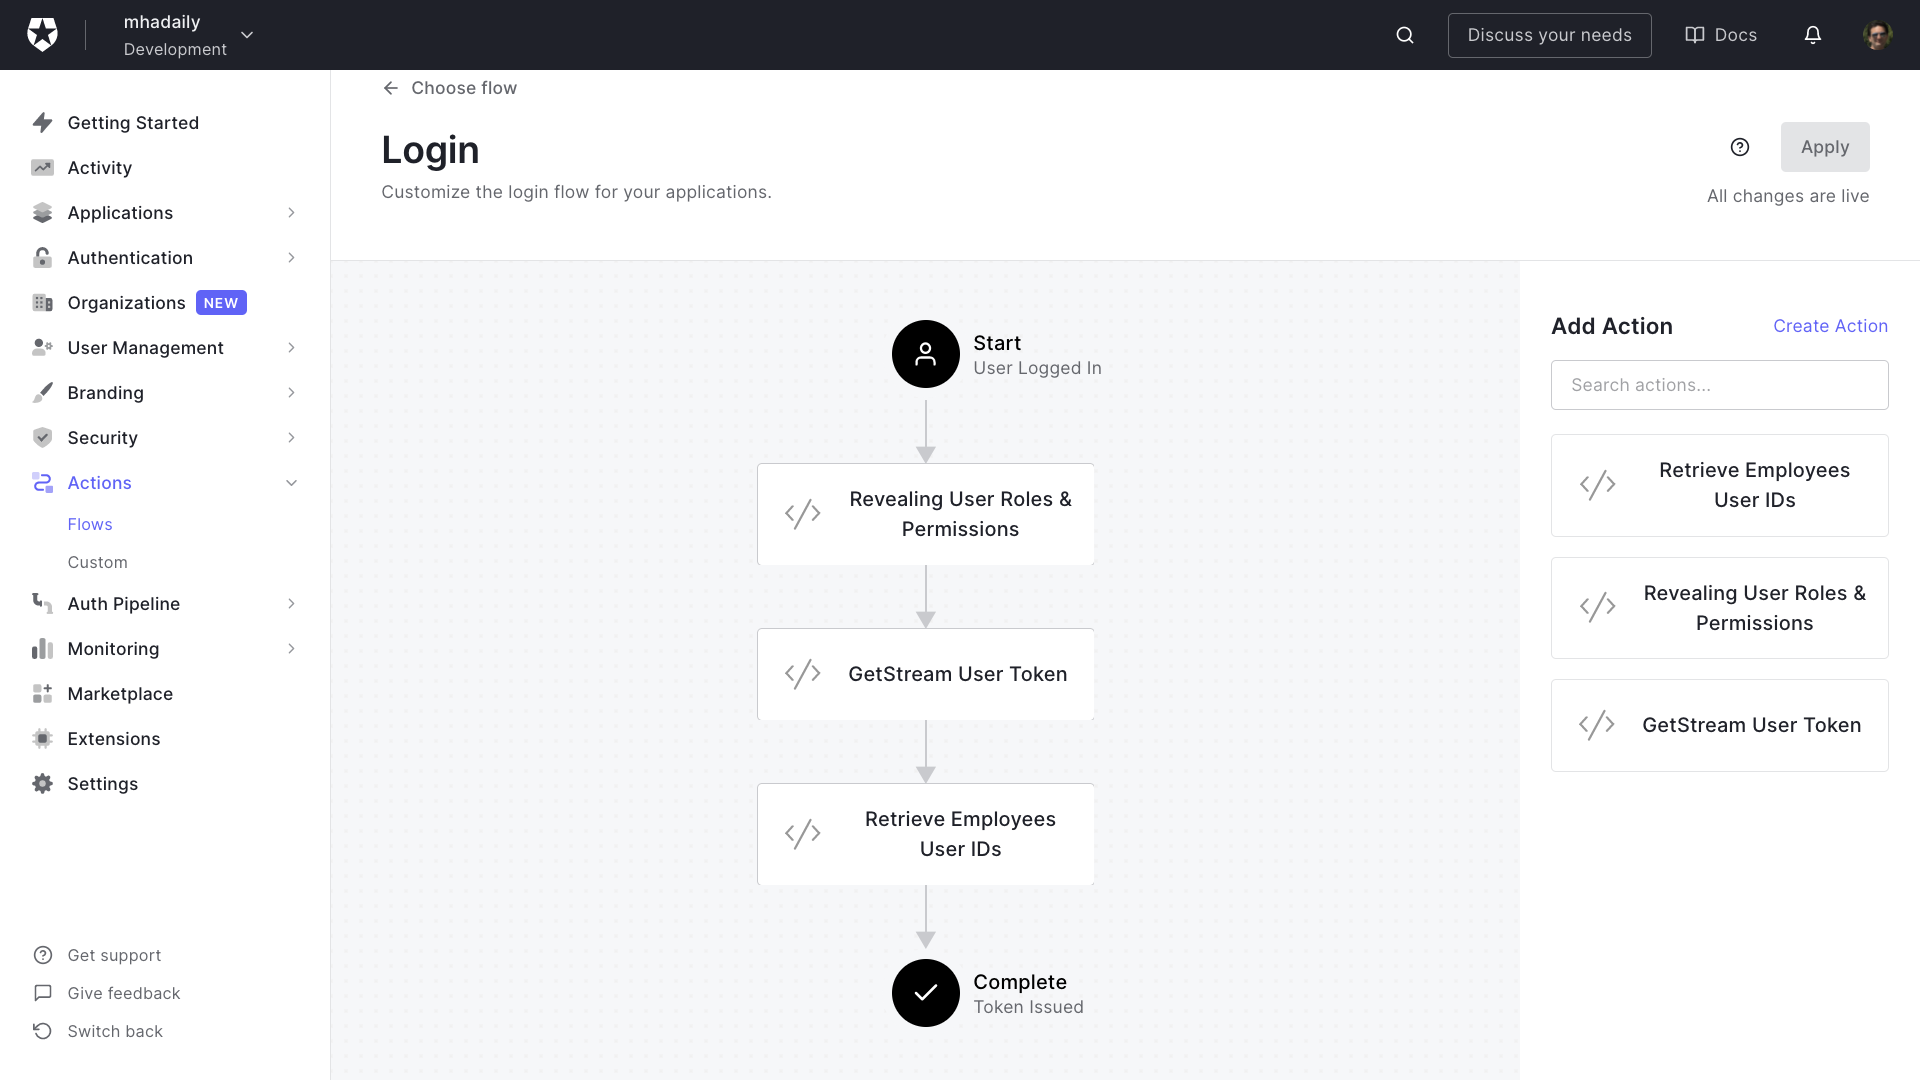 mhadaily
Development
Discuss your needs
Docs
Getting Started
Activity
Applications
Authentication
Organizations NEW
User Management
Branding
Security
Actions
Flows
Custom
Auth Pipeline
Monitoring
Marketplace
Extensions
Settings
Get support
Give feedback
Switch back
Choose flow
Login
Customize the login flow for your applications.
Apply
All changes are live
Start
User Logged In
Revealing User Roles &
Permissions
GetStream User Token
Retrieve Employees
User IDs
Complete
Token Issued
Add Action
Create Action
Search actions...
Retrieve Employees
User IDs
Revealing User Roles &
Permissions
GetStream User Token